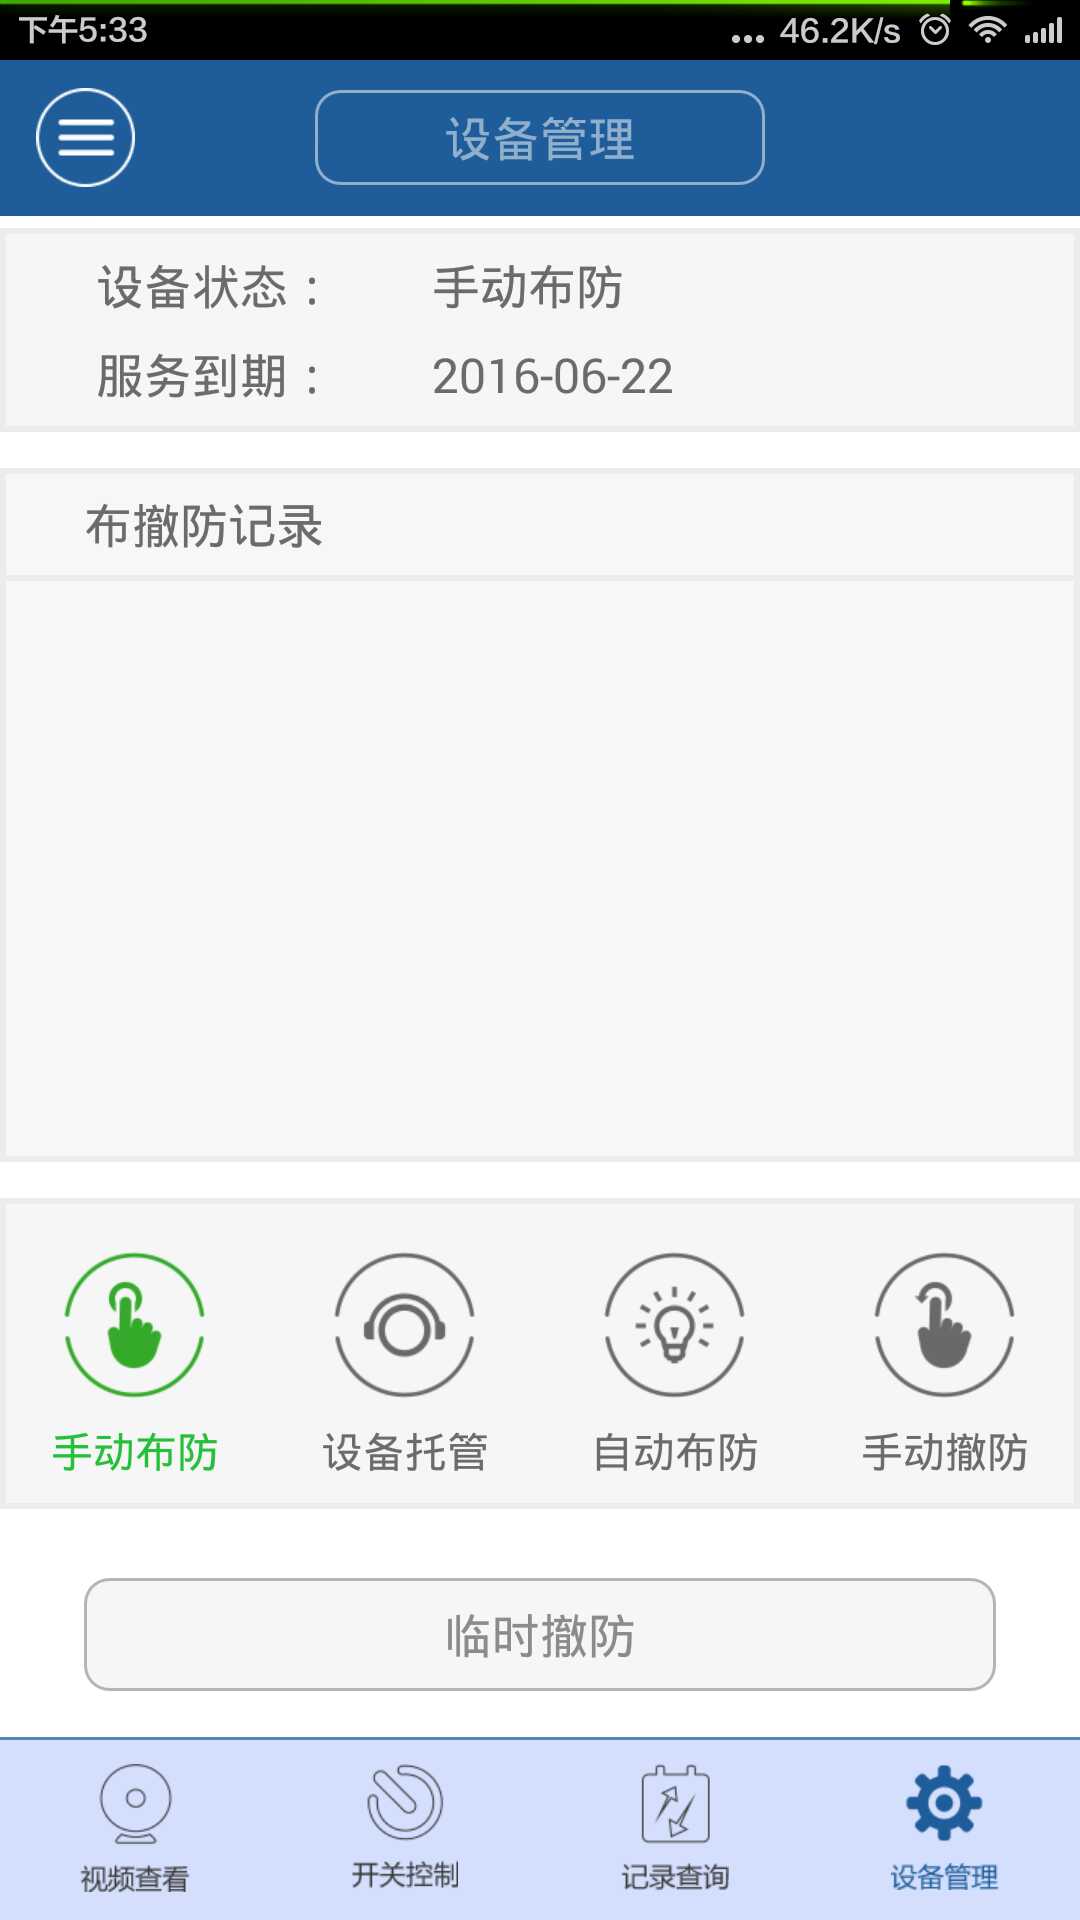 下午5:33
... 46.2K/s
设备管理
设备状态： 手动布防
服务到期： 2016-06-22
布撤防记录
手动布防 设备托管 自动布防 手动撤防
临时撤防
视频查看 开关控制 记录查询 设备管理